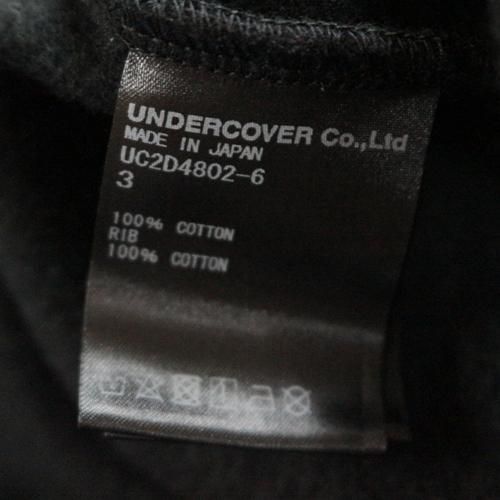 UNDERCOVER Co.,Ltd
MADE IN JAPAN
UC2D4802-6
3
100% COTTON
RIB
100% COTTON